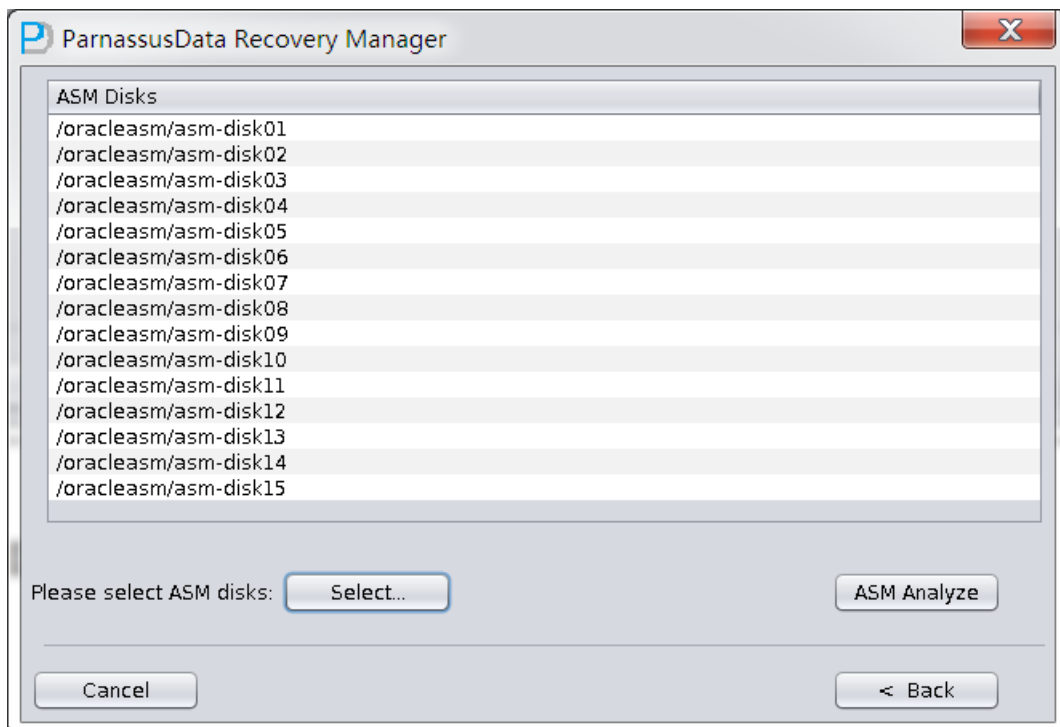 ParnassusData Recovery Manager
ASM Disks
/oracleasm/asm-disk01
/oracleasm/asm-disk02
/oracleasm/asm-disk03
/oracleasm/asm-disk04
/oracleasm/asm-disk05
/oracleasm/asm-disk06
/oracleasm/asm-disk07
/oracleasm/asm-disk08
/oracleasm/asm-disk09
/oracleasm/asm-disk10
/oracleasm/asm-disk11
/oracleasm/asm-disk12
/oracleasm/asm-disk13
/oracleasm/asm-disk14
/oracleasm/asm-disk15
Please select ASM disks: Select... ASM Analyze
Cancel < Back